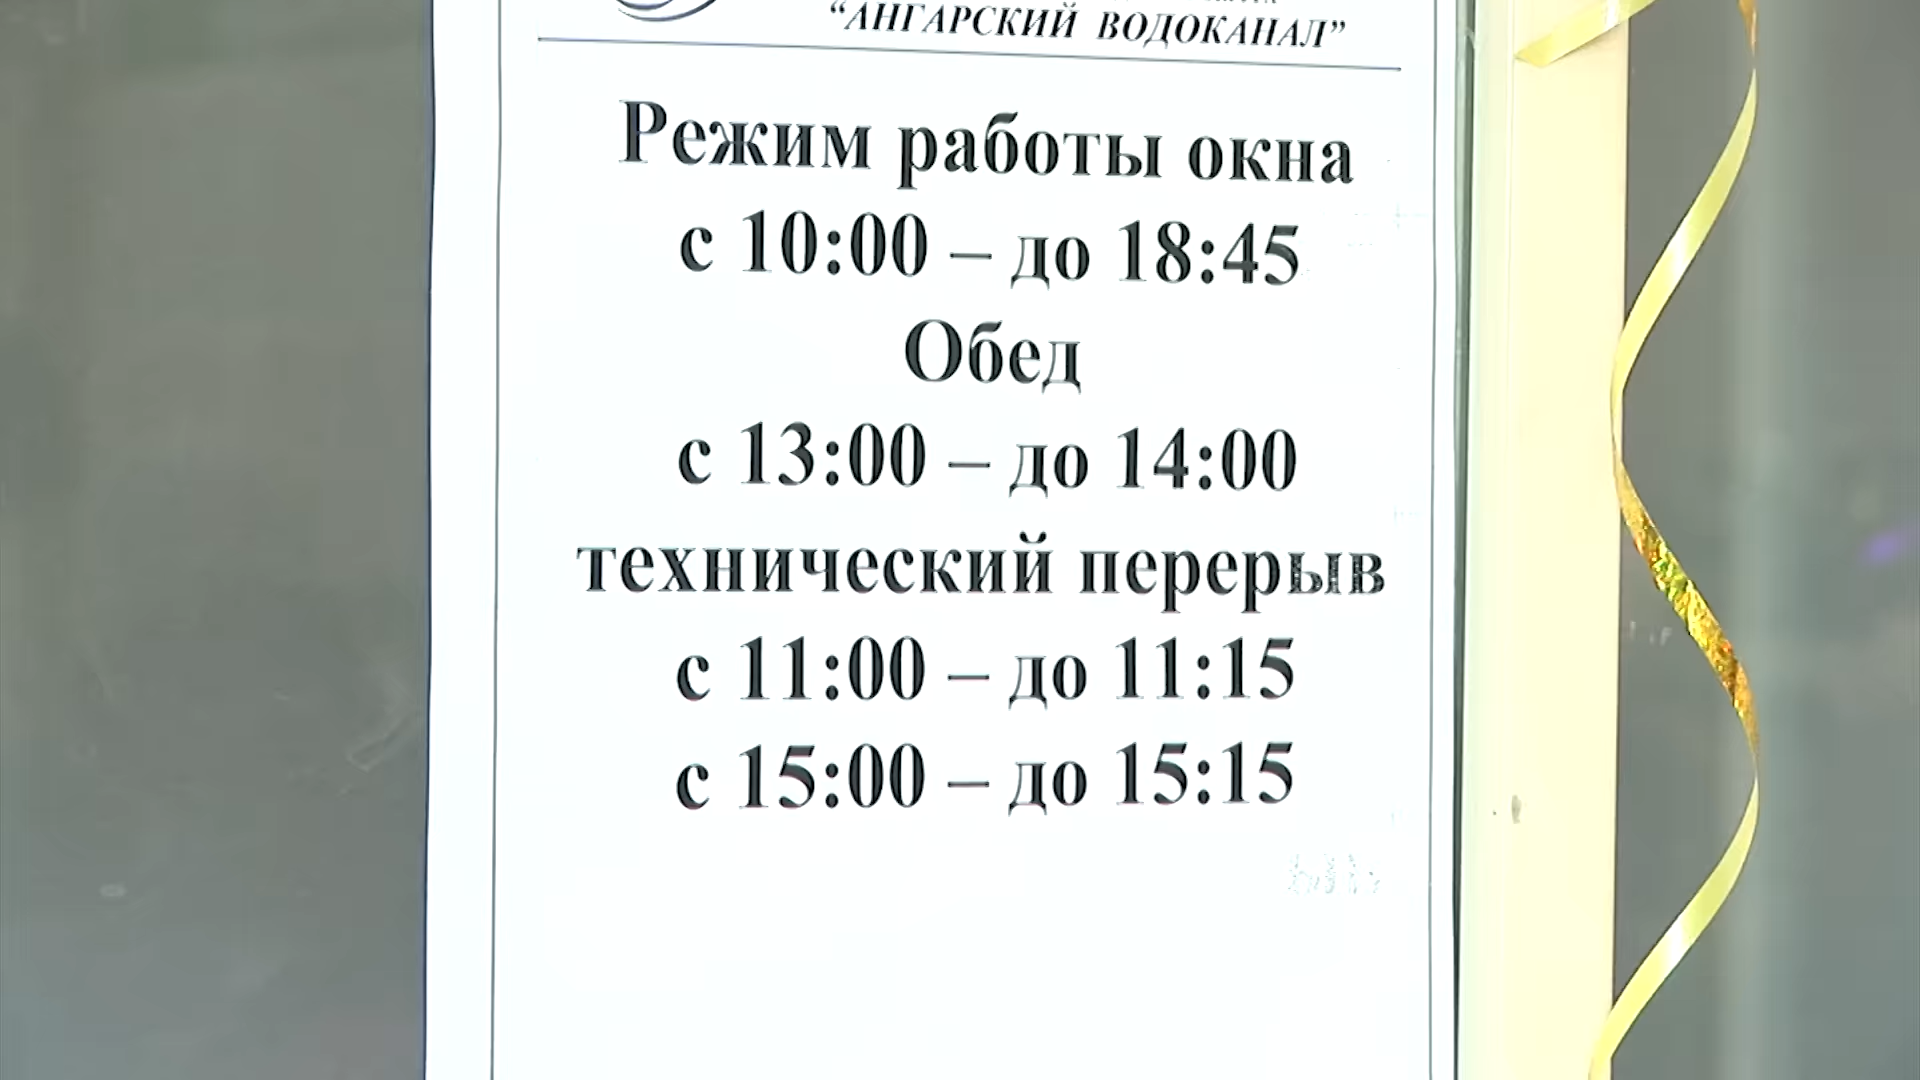 “АНГАРСКИЙ ВОДОКАНАЛ”
Режим работы окна
с 10:00 – до 18:45
Обед
с 13:00 – до 14:00
технический перерыв
с 11:00 – до 11:15
с 15:00 – до 15:15